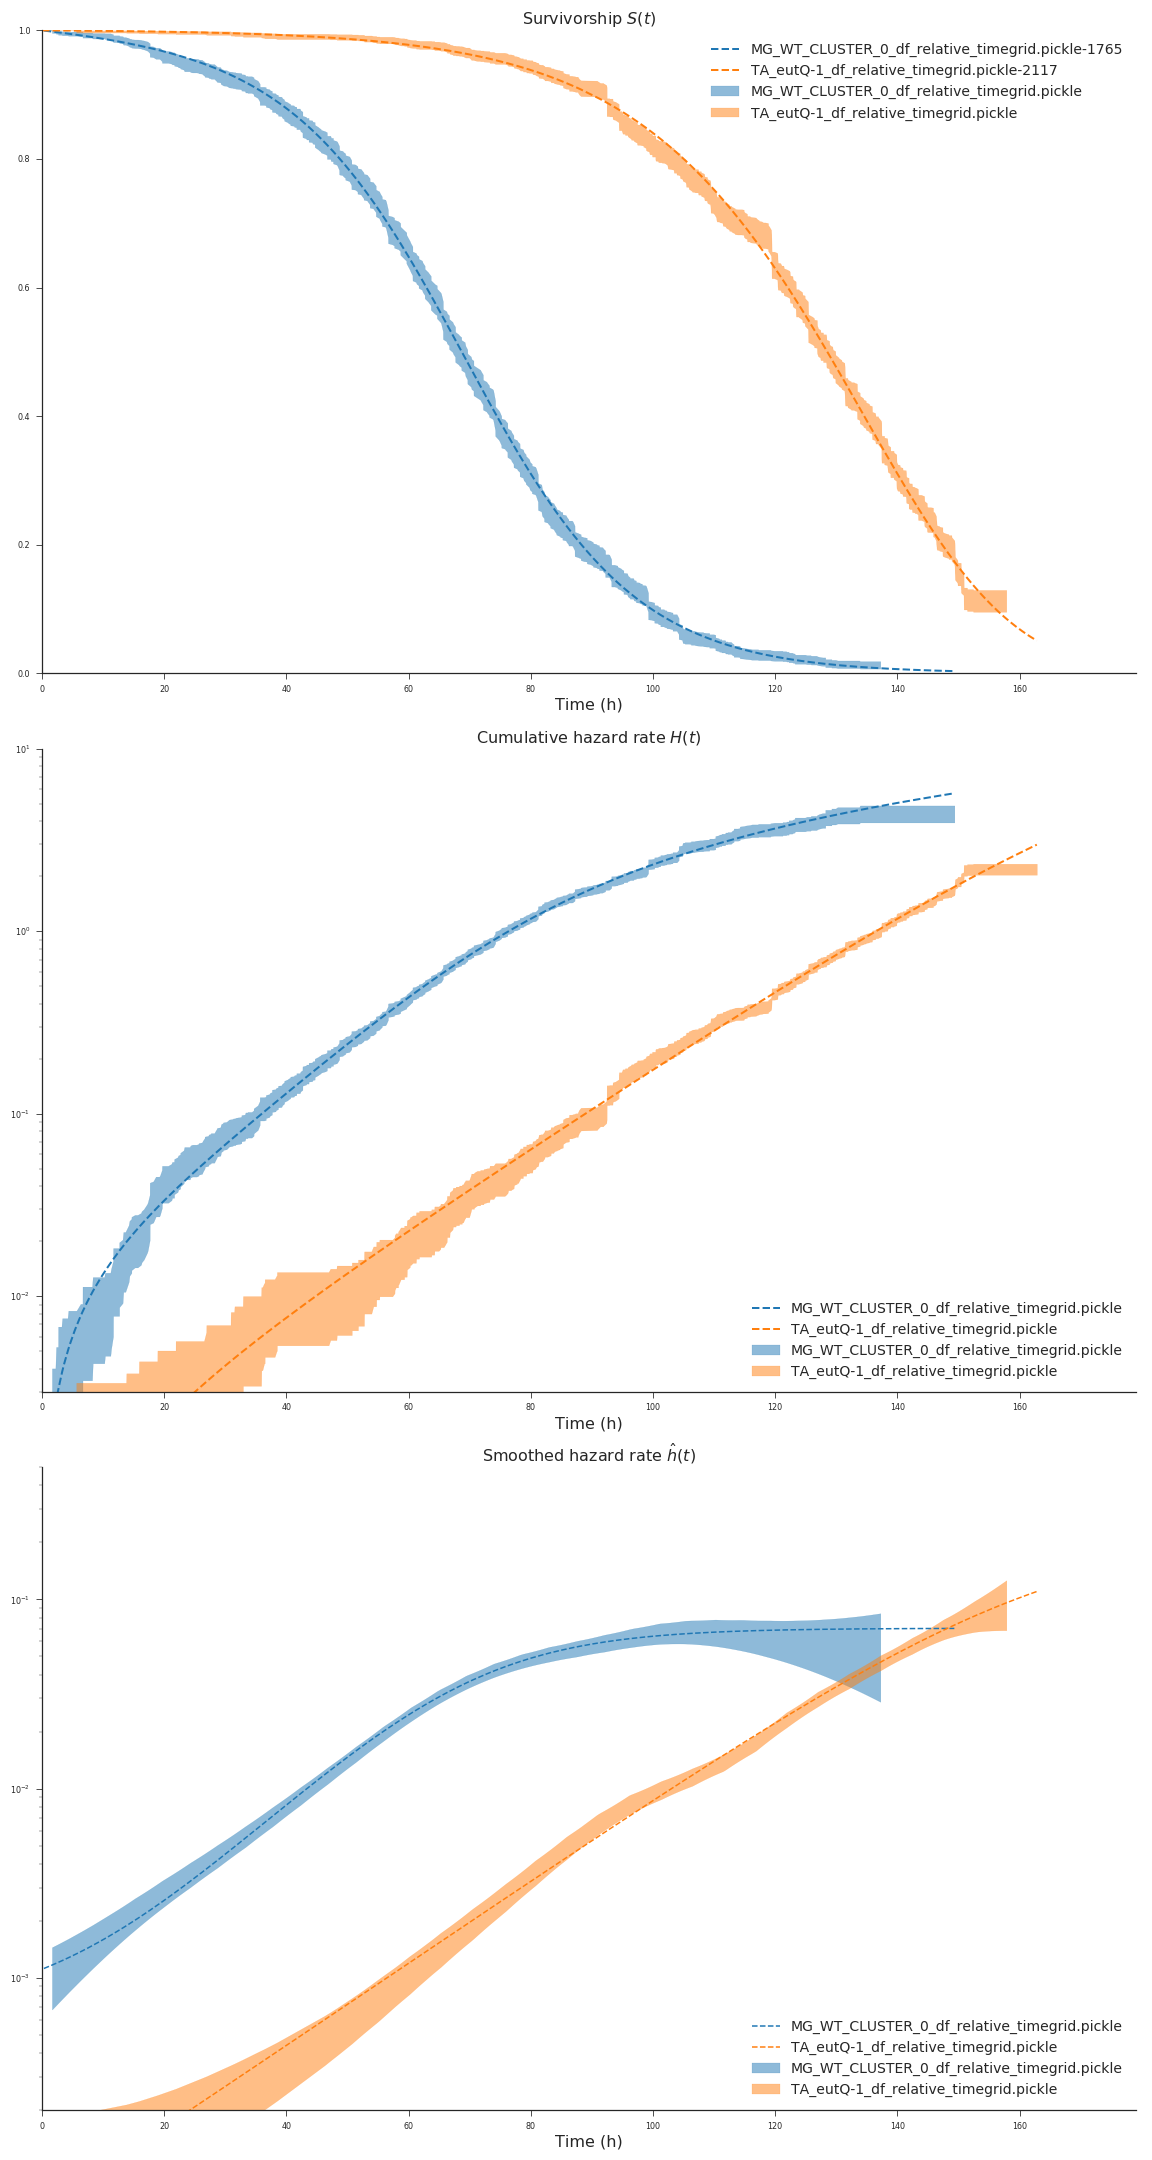 Survivorship S(t)
MG_WT_CLUSTER_0_df_relative_timegrid.pickle-1765
TA_eutQ-1_df_relative_timegrid.pickle-2117
MG_WT_CLUSTER_0_df_relative_timegrid.pickle
TA_eutQ-1_df_relative_timegrid.pickle
1.0
0.8
0.6
0.4
0.2
0.0
0 20 40 60 80 100 120 140 160
Time (h)
Cumulative hazard rate H(t)
10¹
10⁰
10⁻¹
10⁻²
MG_WT_CLUSTER_0_df_relative_timegrid.pickle
TA_eutQ-1_df_relative_timegrid.pickle
MG_WT_CLUSTER_0_df_relative_timegrid.pickle
TA_eutQ-1_df_relative_timegrid.pickle
0 20 40 60 80 100 120 140 160
Time (h)
Smoothed hazard rate ĥ(t)
10⁻¹
10⁻²
10⁻³
MG_WT_CLUSTER_0_df_relative_timegrid.pickle
TA_eutQ-1_df_relative_timegrid.pickle
MG_WT_CLUSTER_0_df_relative_timegrid.pickle
TA_eutQ-1_df_relative_timegrid.pickle
0 20 40 60 80 100 120 140 160
Time (h)